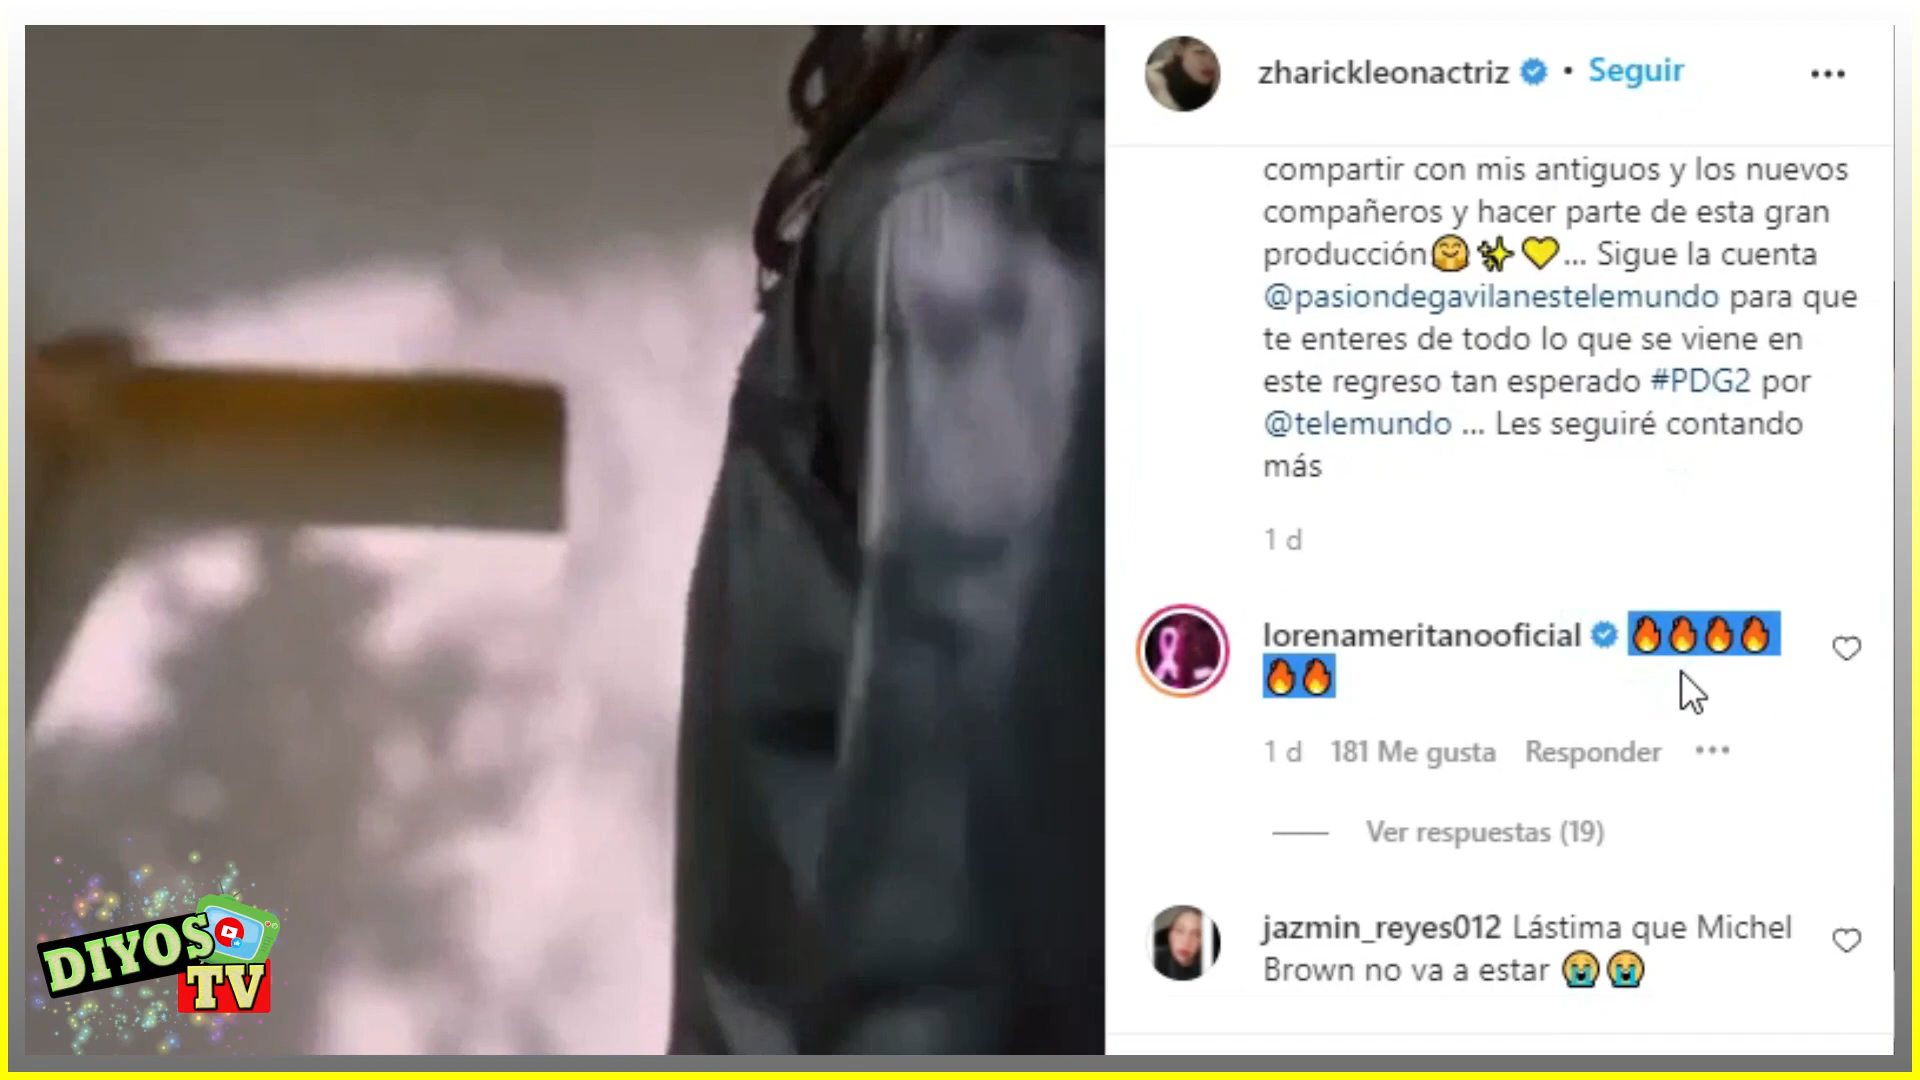 zharickleonactriz • Seguir
compartir con mis antiguos y los nuevos
compañeros y hacer parte de esta gran
producción🤗✨💛... Sigue la cuenta
@pasiondegavilanestelemundo para que
te enteres de todo lo que se viene en
este regreso tan esperado #PDG2 por
@telemundo ... Les seguiré contando
más
1 d
lorenameritanooficial 🔥🔥🔥🔥
🔥🔥
1 d 181 Me gusta Responder
Ver respuestas (19)
jazmin_reyes012 Lástima que Michel
Brown no va a estar 😭😭
DIYOS
TV